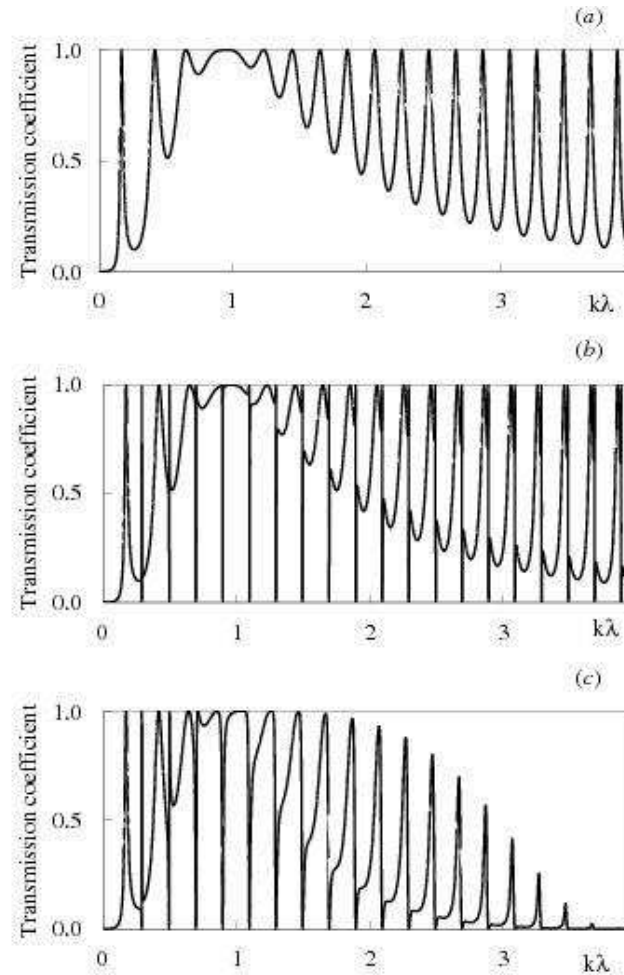 (a)
Transmission coefficient
1.0
0.5
0.0
0 1 2 3 kλ
(b)
Transmission coefficient
1.0
0.5
0.0
0 1 2 3 kλ
(c)
Transmission coefficient
1.0
0.5
0.0
0 1 2 3 kλ